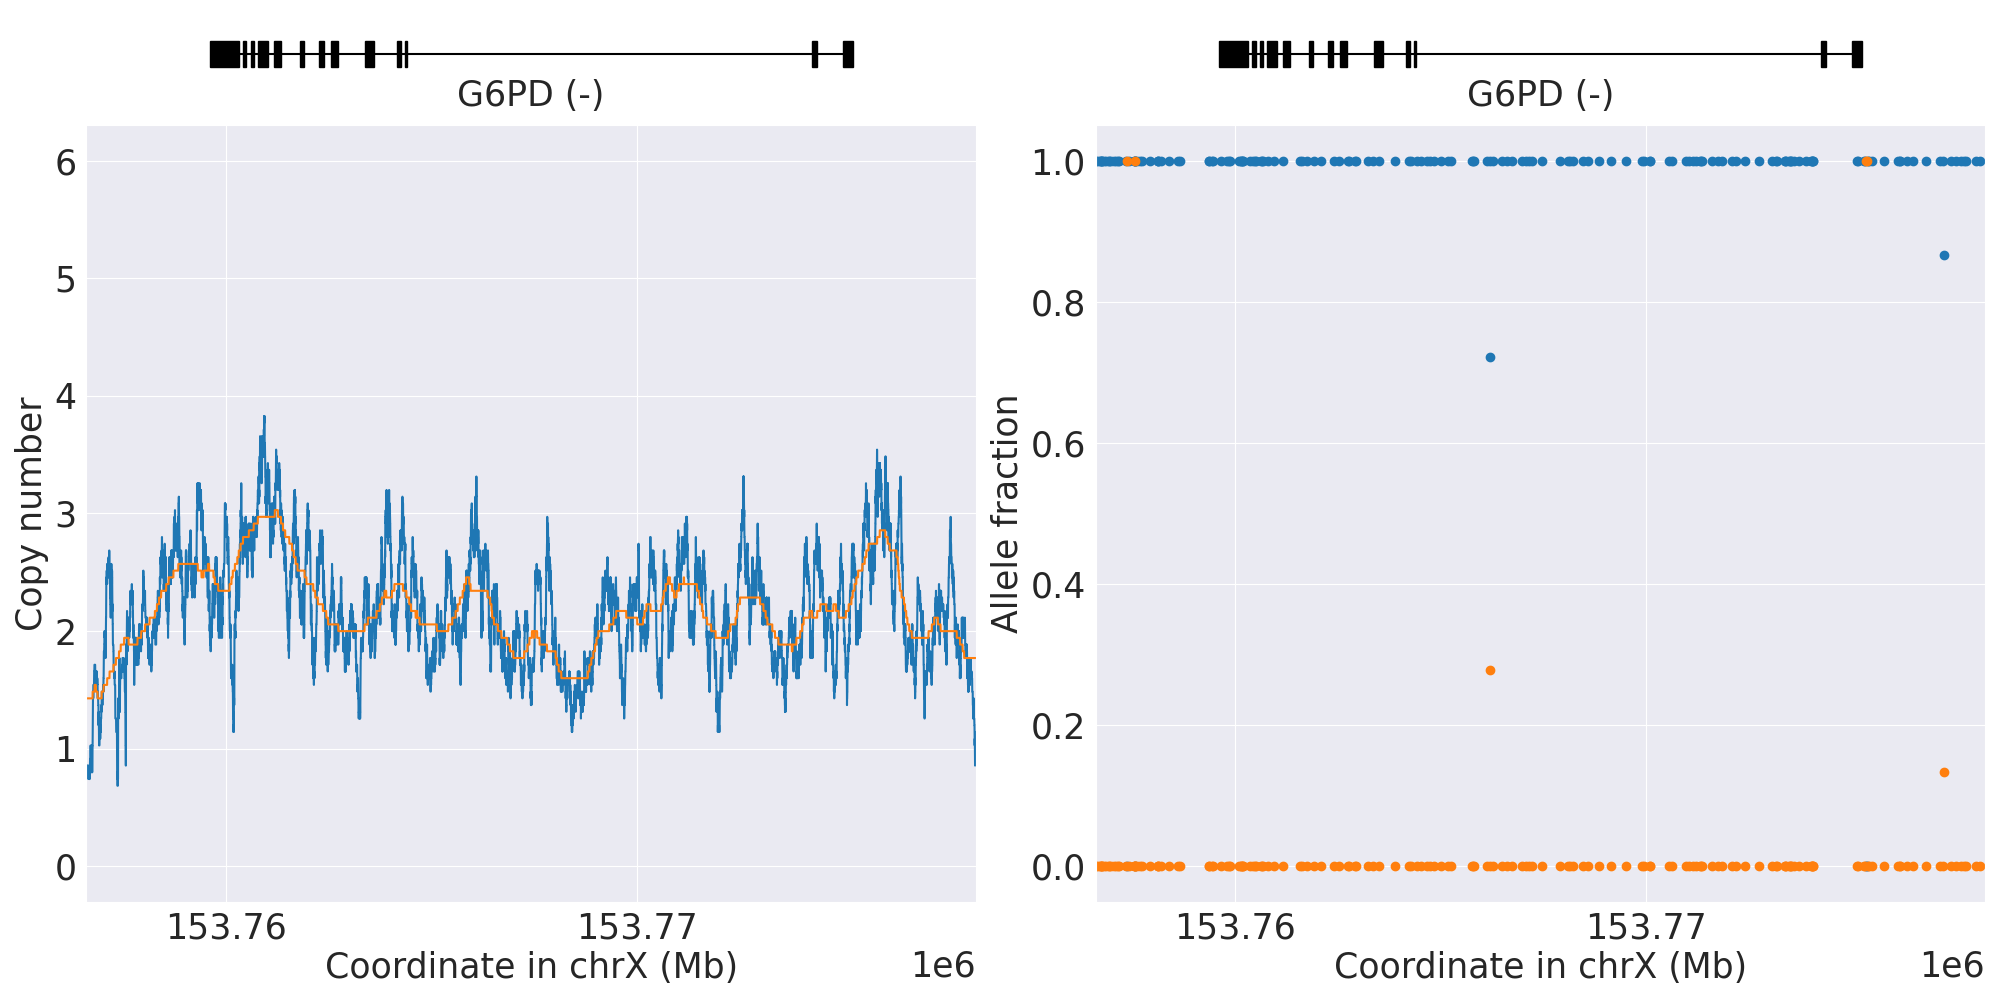 G6PD (-)
6
5
4
3
2
1
0
Copy number
153.76
153.77
Coordinate in chrX (Mb)
1e6
G6PD (-)
1.0
0.8
0.6
0.4
0.2
0.0
Allele fraction
153.76
153.77
Coordinate in chrX (Mb)
1e6